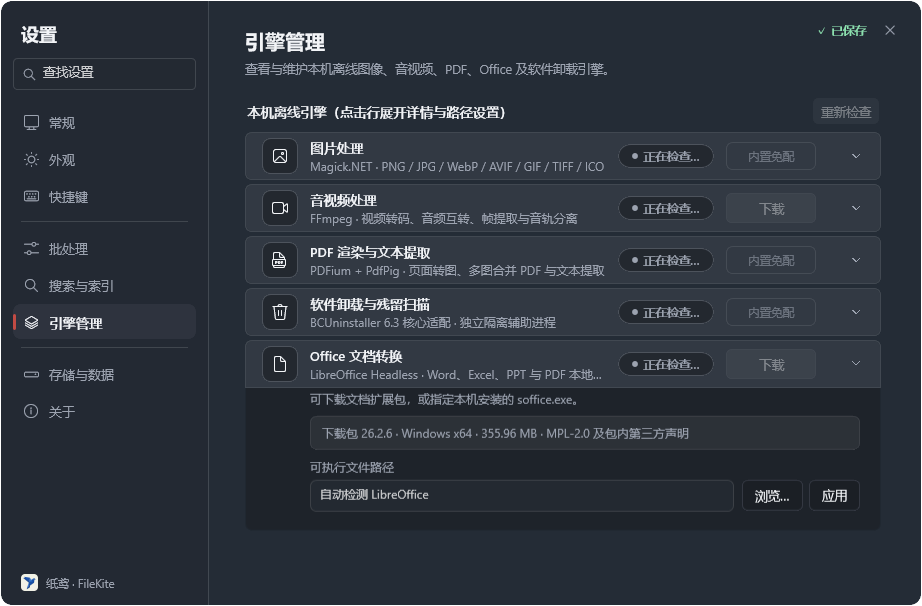 设置
查找设置
常规
外观
快捷键
批处理
搜索与索引
引擎管理
存储与数据
关于
纸鸢 · FileKite
✓ 已保存
引擎管理
查看与维护本机离线图像、音视频、PDF、Office 及软件卸载引擎。
本机离线引擎（点击行展开详情与路径设置）
重新检查
图片处理
Magick.NET · PNG / JPG / WebP / AVIF / GIF / TIFF / ICO
正在检查...
内置免配
音视频处理
FFmpeg · 视频转码、音频互转、帧提取与音轨分离
正在检查...
下载
PDF 渲染与文本提取
PDFium + PdfPig · 页面转图、多图合并 PDF 与文本提取
正在检查...
内置免配
软件卸载与残留扫描
BCUninstaller 6.3 核心适配 · 独立隔离辅助进程
正在检查...
内置免配
Office 文档转换
LibreOffice Headless · Word、Excel、PPT 与 PDF 本地...
正在检查...
下载
可下载文档扩展包，或指定本机安装的 soffice.exe。
下载包 26.2.6 · Windows x64 · 355.96 MB · MPL-2.0 及包内第三方声明
可执行文件路径
自动检测 LibreOffice
浏览...
应用